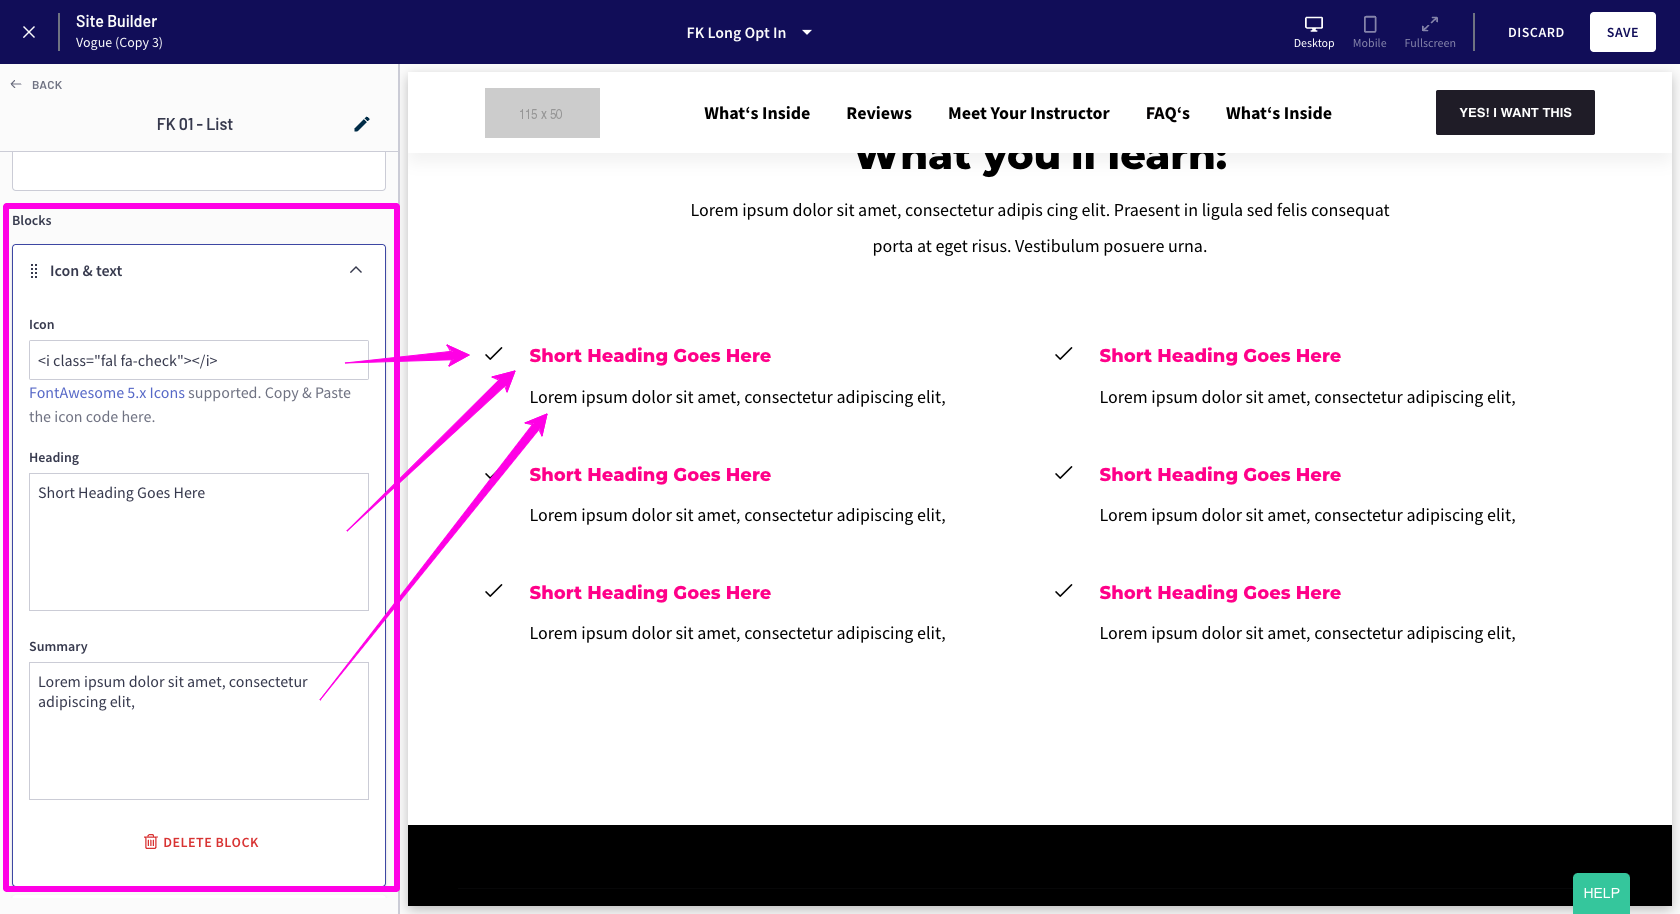 Site Builder
Vogue (Copy 3)
FK Long Opt In
Desktop
Mobile
Fullscreen
DISCARD
SAVE
BACK
FK 01 - List
Blocks
Icon & text
Icon
<i class="fal fa-check"></i>
FontAwesome 5.x Icons supported. Copy & Paste
the icon code here.
Heading
Short Heading Goes Here
Summary
Lorem ipsum dolor sit amet, consectetur
adipiscing elit,
DELETE BLOCK
115 x 50
What‘s Inside
Reviews
Meet Your Instructor
FAQ‘s
What‘s Inside
YES! I WANT THIS
What you'll learn:
Lorem ipsum dolor sit amet, consectetur adipis cing elit. Praesent in ligula sed felis consequat
porta at eget risus. Vestibulum posuere urna.
Short Heading Goes Here
Lorem ipsum dolor sit amet, consectetur adipiscing elit,
Short Heading Goes Here
Lorem ipsum dolor sit amet, consectetur adipiscing elit,
Short Heading Goes Here
Lorem ipsum dolor sit amet, consectetur adipiscing elit,
Short Heading Goes Here
Lorem ipsum dolor sit amet, consectetur adipiscing elit,
Short Heading Goes Here
Lorem ipsum dolor sit amet, consectetur adipiscing elit,
Short Heading Goes Here
Lorem ipsum dolor sit amet, consectetur adipiscing elit,
HELP